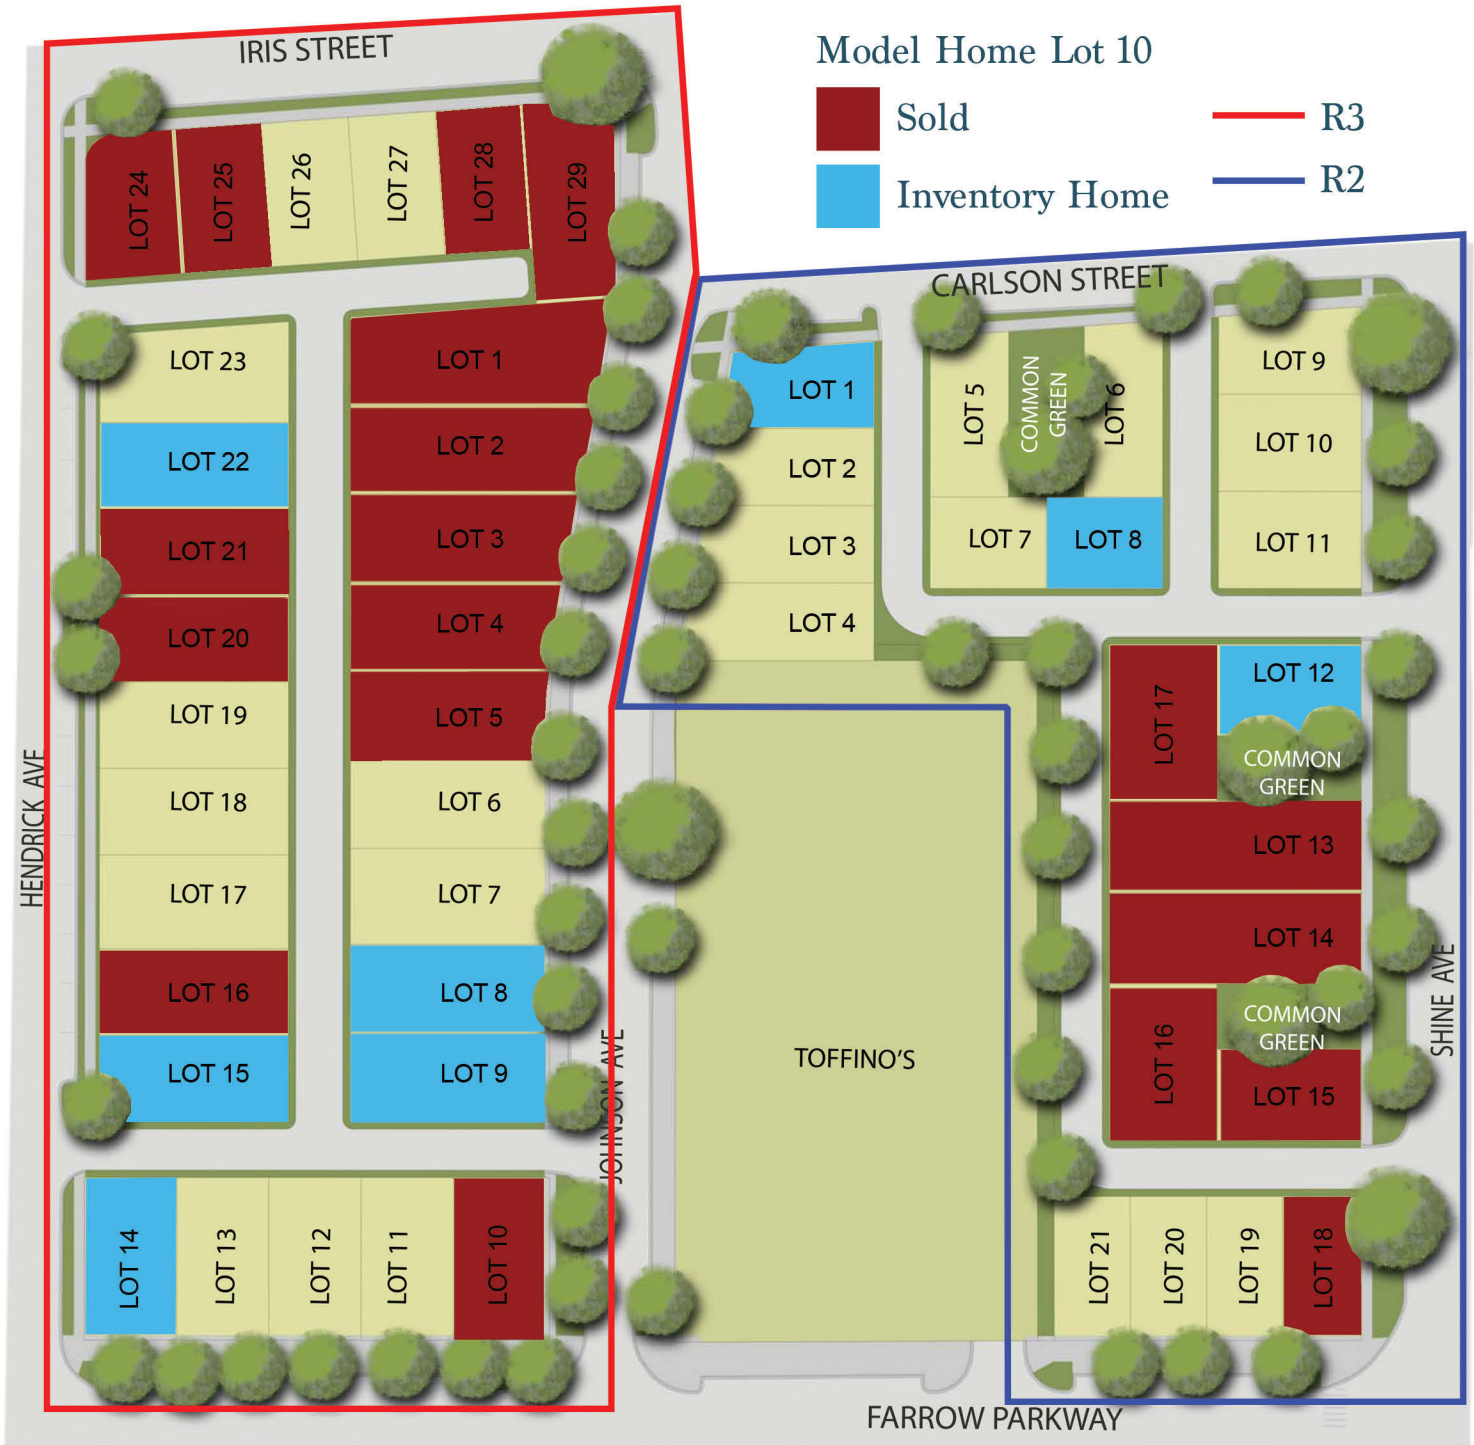 IRIS STREET
Model Home Lot 10
Sold
R3
Inventory Home
R2
LOT 24
LOT 25
LOT 26
LOT 27
LOT 28
LOT 29
LOT 23
LOT 22
LOT 21
LOT 20
LOT 19
LOT 18
LOT 17
LOT 16
LOT 15
LOT 1
LOT 2
LOT 3
LOT 4
LOT 5
LOT 6
LOT 7
LOT 8
LOT 9
LOT 14
LOT 13
LOT 12
LOT 11
LOT 10
HENDRICK AVE
JOHNSON AVE
CARLSON STREET
LOT 1
LOT 2
LOT 3
LOT 4
LOT 5
COMMON
GREEN
LOT 6
LOT 7
LOT 8
LOT 9
LOT 10
LOT 11
LOT 17
LOT 12
COMMON
GREEN
LOT 13
LOT 14
LOT 16
COMMON
GREEN
LOT 15
LOT 21
LOT 20
LOT 19
LOT 18
SHINE AVE
TOFFINO'S
FARROW PARKWAY